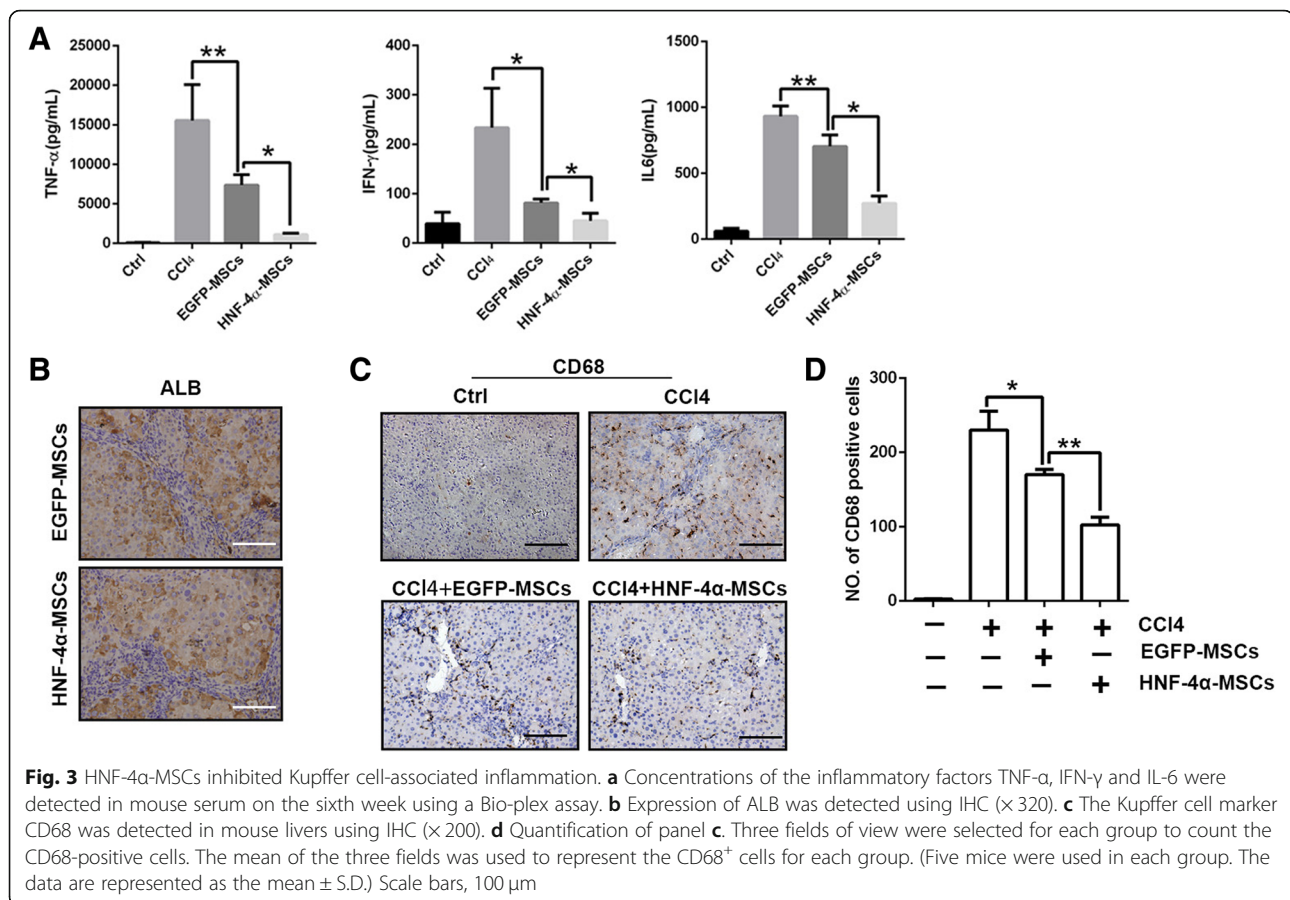 A
25000
20000
15000
10000
5000
0
TNF-α(pg/mL)
**
*
Ctrl
CCl₄
EGFP-MSCs
HNF-4α-MSCs
400
300
200
100
0
IFN-γ(pg/mL)
*
*
Ctrl
CCl₄
EGFP-MSCs
HNF-4α-MSCs
1500
1000
500
0
IL6(pg/mL)
**
*
Ctrl
CCl₄
EGFP-MSCs
HNF-4α-MSCs
B
ALB
EGFP-MSCs
HNF-4α-MSCs
C
CD68
Ctrl
CCl4
CCl4+EGFP-MSCs
CCl4+HNF-4α-MSCs
D
300
200
100
0
NO. of CD68 positive cells
*
**
— + + + CCl4
— — + — EGFP-MSCs
— — — + HNF-4α-MSCs
Fig. 3 HNF-4α-MSCs inhibited Kupffer cell-associated inflammation. a Concentrations of the inflammatory factors TNF-α, IFN-γ and IL-6 were
detected in mouse serum on the sixth week using a Bio-plex assay. b Expression of ALB was detected using IHC (× 320). c The Kupffer cell marker
CD68 was detected in mouse livers using IHC (× 200). d Quantification of panel c. Three fields of view were selected for each group to count the
CD68-positive cells. The mean of the three fields was used to represent the CD68⁺ cells for each group. (Five mice were used in each group. The
data are represented as the mean ± S.D.) Scale bars, 100 μm